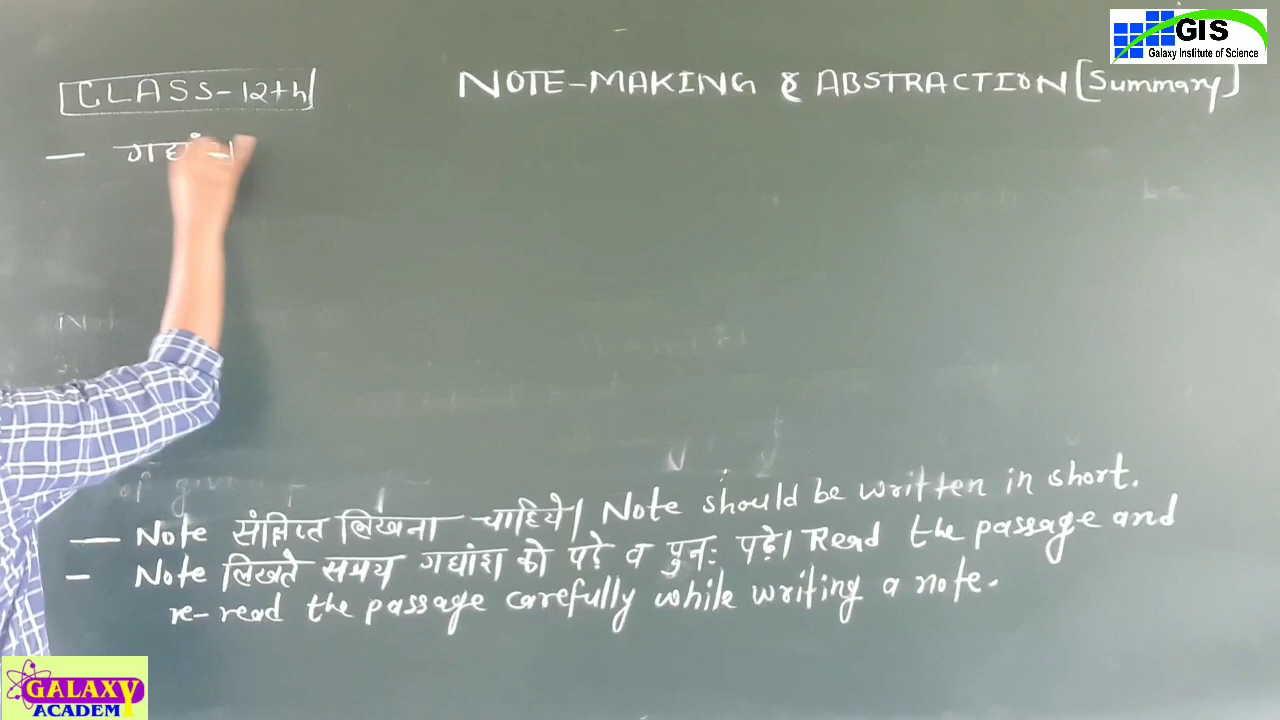 GIS
Galaxy Institute of Science
CLASS-12th
NOTE-MAKING & ABSTRACTION [Summary]
—
— Note संक्षिप्त लिखना चाहिये। Note should be written in short.
- Note लिखते समय गद्यांश को पढ़े व पुनः पढ़े। Read the passage and
re-read the passage carefully while writing a note.
GALAXY
ACADEM